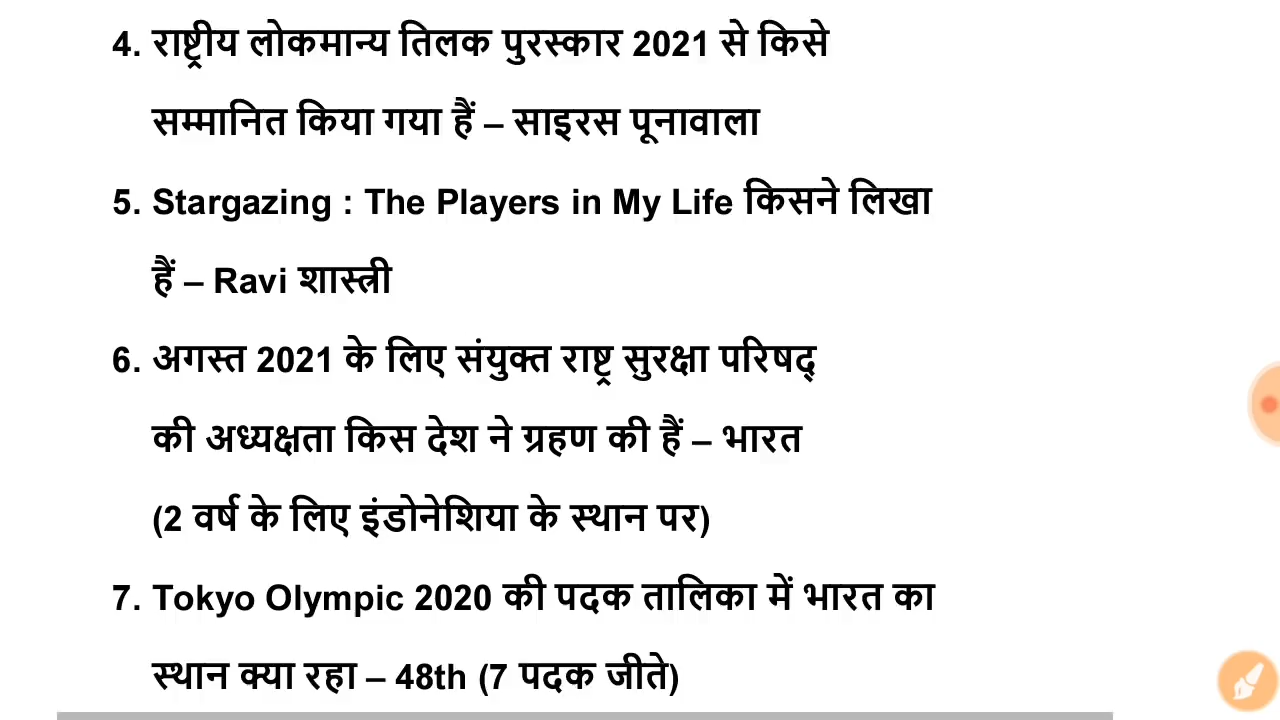 4. राष्ट्रीय लोकमान्य तिलक पुरस्कार 2021 से किसे
सम्मानित किया गया हैं – साइरस पूनावाला
5. Stargazing : The Players in My Life किसने लिखा
हैं – Ravi शास्त्री
6. अगस्त 2021 के लिए संयुक्त राष्ट्र सुरक्षा परिषद्
की अध्यक्षता किस देश ने ग्रहण की हैं – भारत
(2 वर्ष के लिए इंडोनेशिया के स्थान पर)
7. Tokyo Olympic 2020 की पदक तालिका में भारत का
स्थान क्या रहा – 48th (7 पदक जीते)